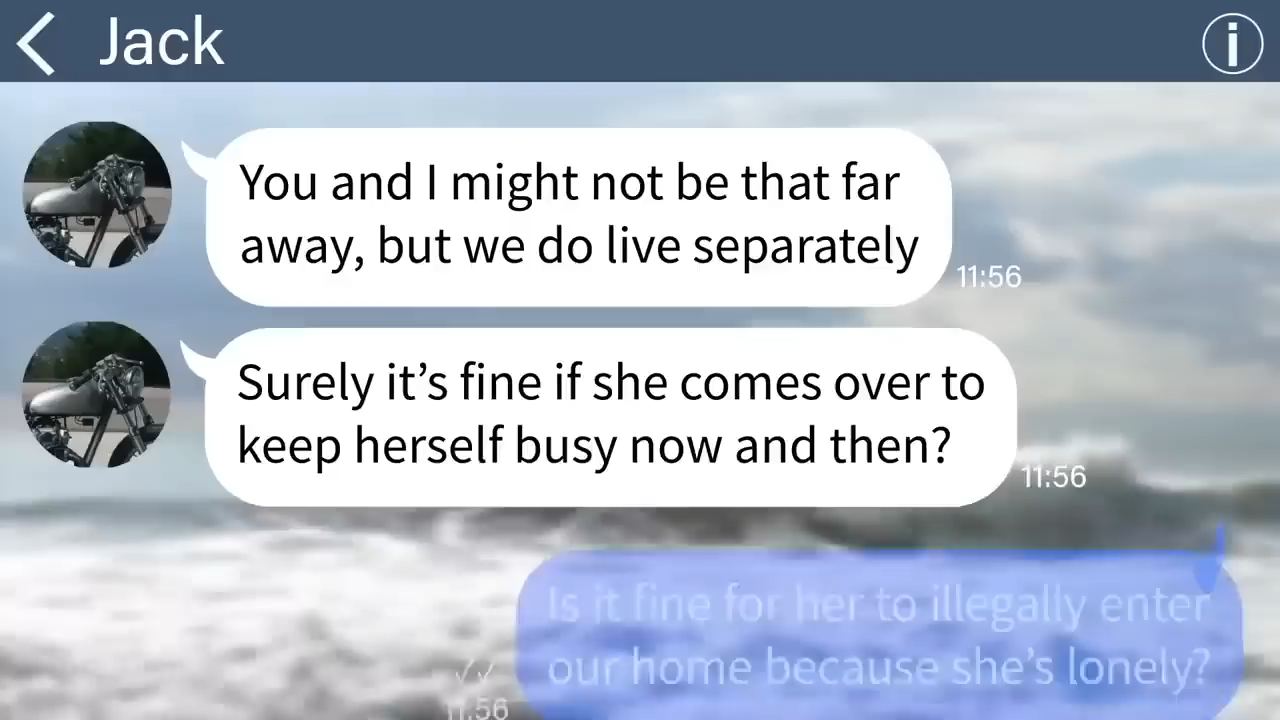 Jack
You and I might not be that far
away, but we do live separately
11:56
Surely it’s fine if she comes over to
keep herself busy now and then?
11:56
Is it fine for her to illegally enter
our home because she’s lonely?
11:56